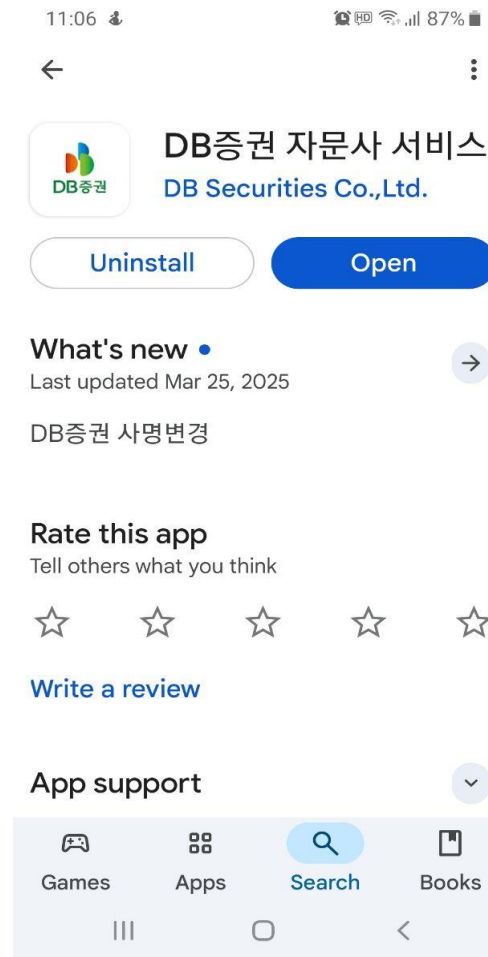 11:06 HD 87%
DB증권 자문사 서비스
DB증권
DB Securities Co.,Ltd.
Uninstall Open
What's new
Last updated Mar 25, 2025
DB증권 사명변경
Rate this app
Tell others what you think
Write a review
App support
Games Apps Search Books